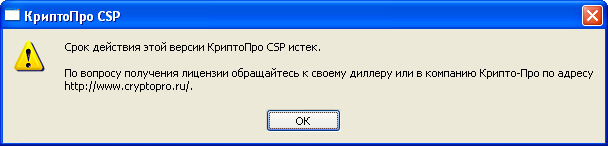 КриптоПро CSP
Срок действия этой версии КриптоПро CSP истек.
По вопросу получения лицензии обращайтесь к своему диллеру или в компанию Крипто-Про по адресу
http://www.cryptopro.ru/.
OK